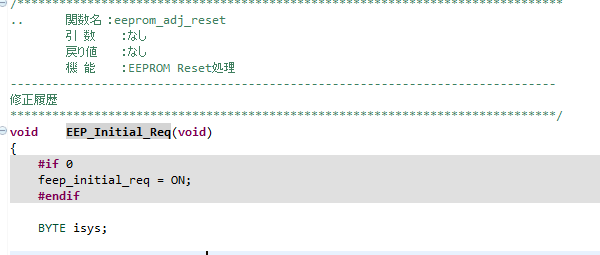 /******************************************************************************
..      関数名 :eeprom_adj_reset
        引 数   :なし
        戻り値  :なし
        機 能   :EEPROM Reset処理
------------------------------------------------------------------------------
修正履歴
******************************************************************************/
void    EEP_Initial_Req(void)
{
    #if 0
    feep_initial_req = ON;
    #endif
    BYTE isys;